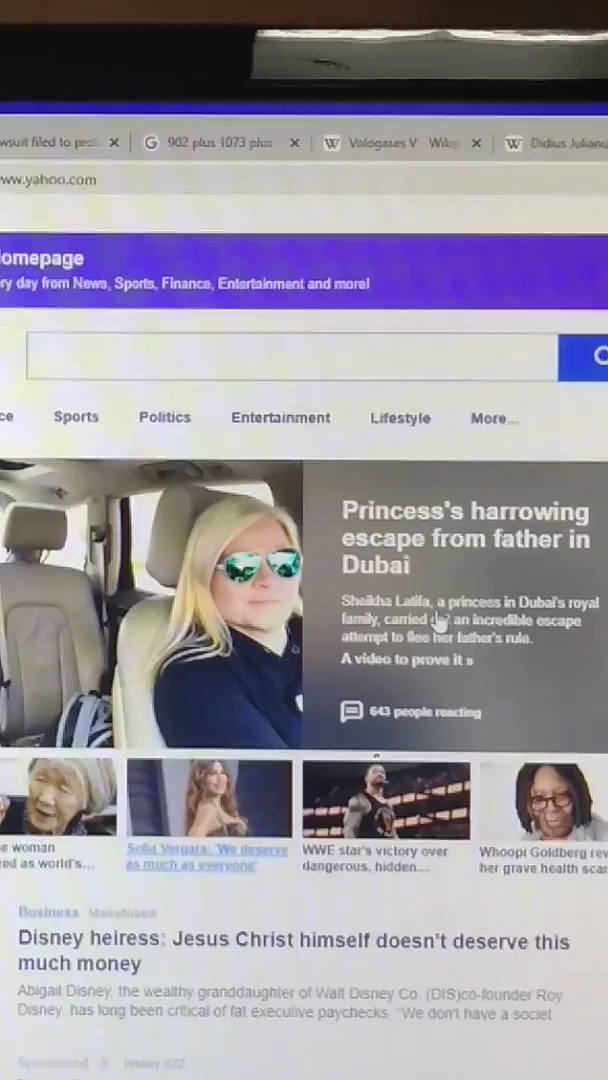 wsuit filed to prot
902 plus 1073 plus
Vologases V Wikip
Didius Julianu
ww.yahoo.com
omepage
ry day from News, Sports, Finance, Entertainment and more!
ce Sports Politics Entertainment Lifestyle More...
Princess's harrowing
escape from father in
Dubai
Sheikha Latifa, a princess in Dubai's royal
family, carried an incredible escape
attempt to flee her father's rule.
A video to prove it »
643 people reacting
e woman
ed as world's...
Sofia Vergara: 'We deserve
as much as everyone'
WWE star's victory over
dangerous, hidden...
Whoopi Goldberg rev
her grave health scar
Business MarketWatch
Disney heiress: Jesus Christ himself doesn't deserve this
much money
Abigail Disney, the wealthy granddaughter of Walt Disney Co. (DIS)co-founder Roy
Disney, has long been critical of fat executive paychecks. "We don't have a societ
Sponsored